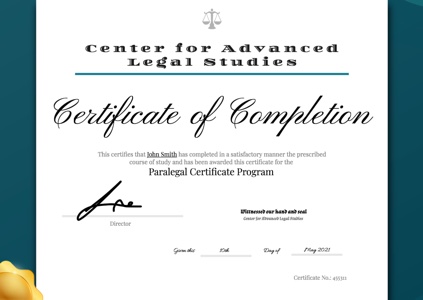 Center for Advanced
Legal Studies
Certificate of Completion
This certifies that John Smith has completed in a satisfactory manner the prescribed
course of study and has been awarded this certificate for the
Paralegal Certificate Program
Director
Witnessed our hand and seal
Center for Advanced Legal Studies
Given this 10th Day of May 2021
Certificate No.: